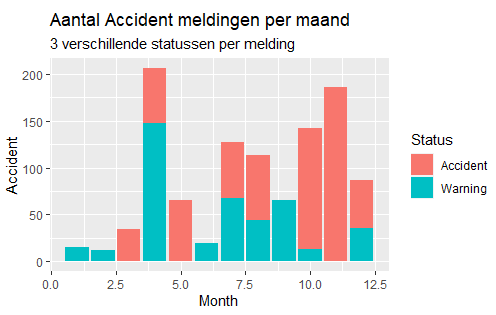 Aantal Accident meldingen per maand
3 verschillende statussen per melding
Accident
200
150
100
50
0
0.0
2.5
5.0
7.5
10.0
12.5
Month
Status
Accident
Warning